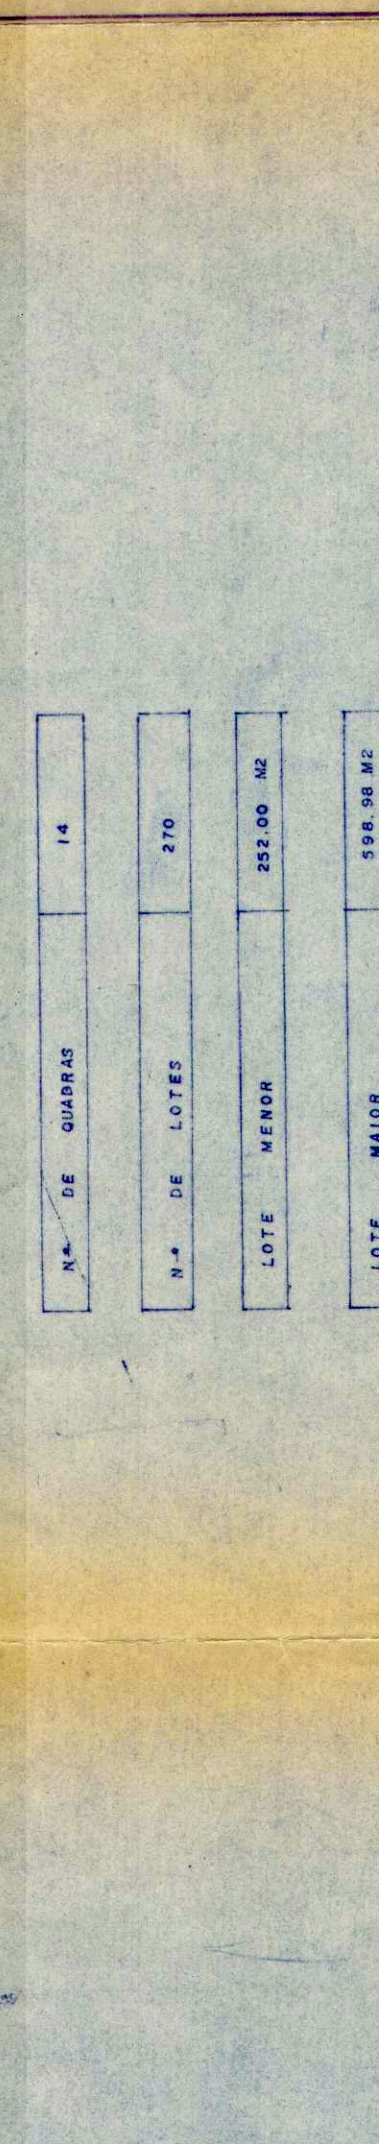 Nº DE QUADRAS 14
Nº DE LOTES 270
LOTE MENOR 252.00 M2
LOTE MAIOR 598.98 M2